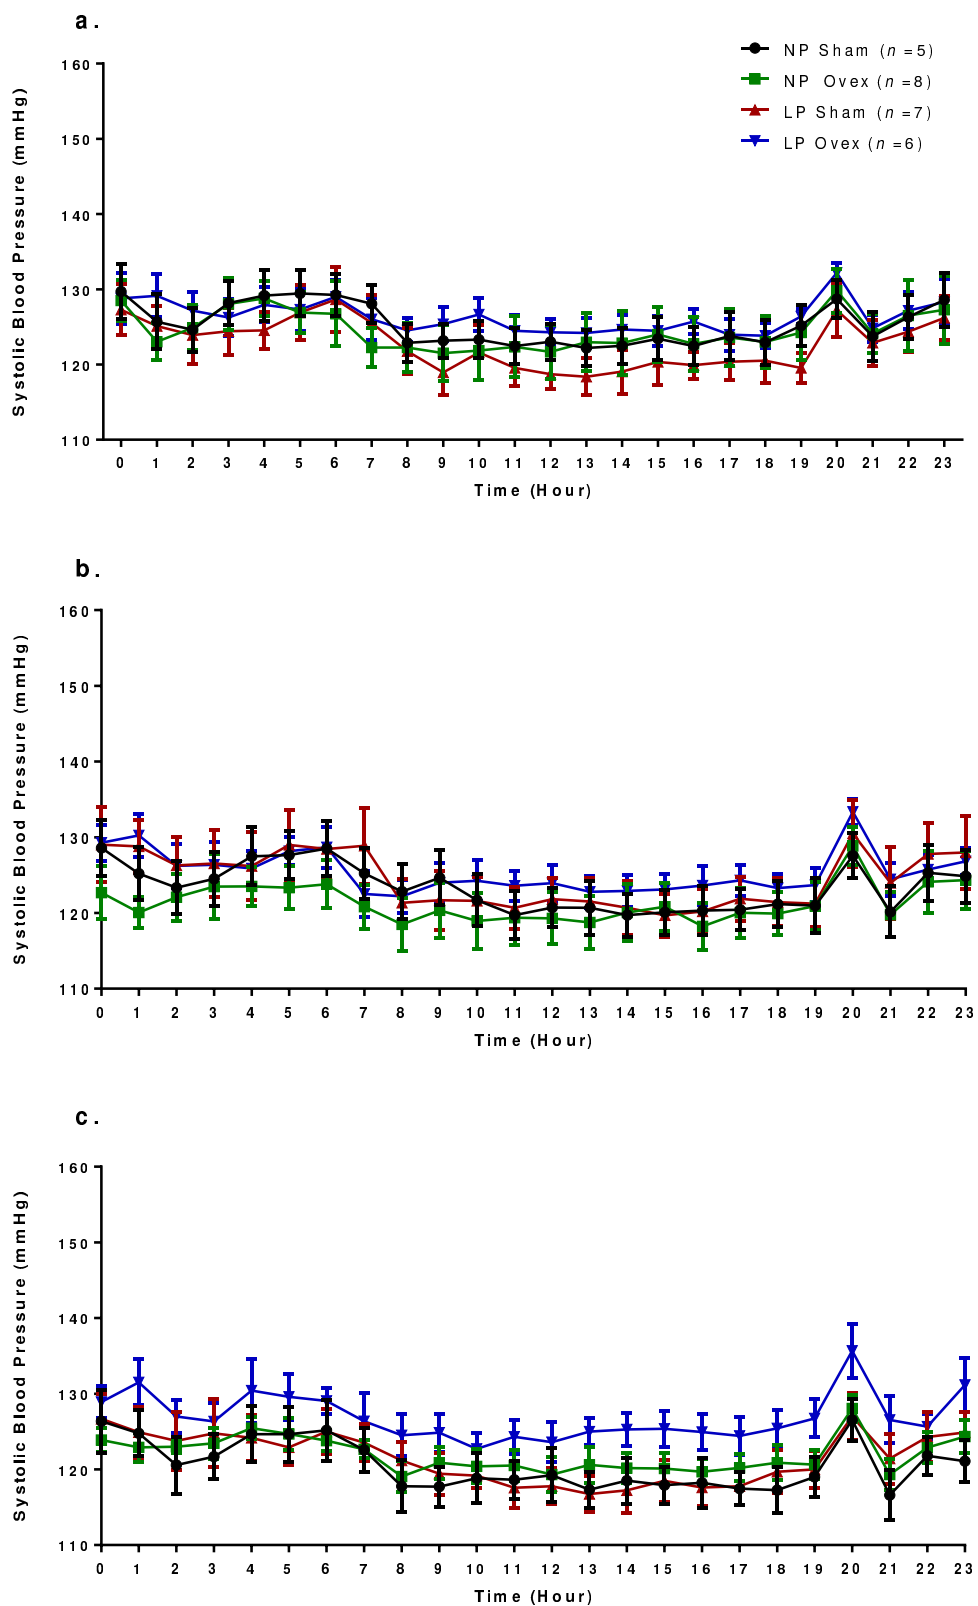 a.
NP Sham (n=5)
NP Ovex (n=8)
LP Sham (n=7)
LP Ovex (n=6)
Systolic Blood Pressure (mmHg)
160
150
140
130
120
110
0 1 2 3 4 5 6 7 8 9 10 11 12 13 14 15 16 17 18 19 20 21 22 23
Time (Hour)
b.
Systolic Blood Pressure (mmHg)
160
150
140
130
120
110
0 1 2 3 4 5 6 7 8 9 10 11 12 13 14 15 16 17 18 19 20 21 22 23
Time (Hour)
c.
Systolic Blood Pressure (mmHg)
160
150
140
130
120
110
0 1 2 3 4 5 6 7 8 9 10 11 12 13 14 15 16 17 18 19 20 21 22 23
Time (Hour)